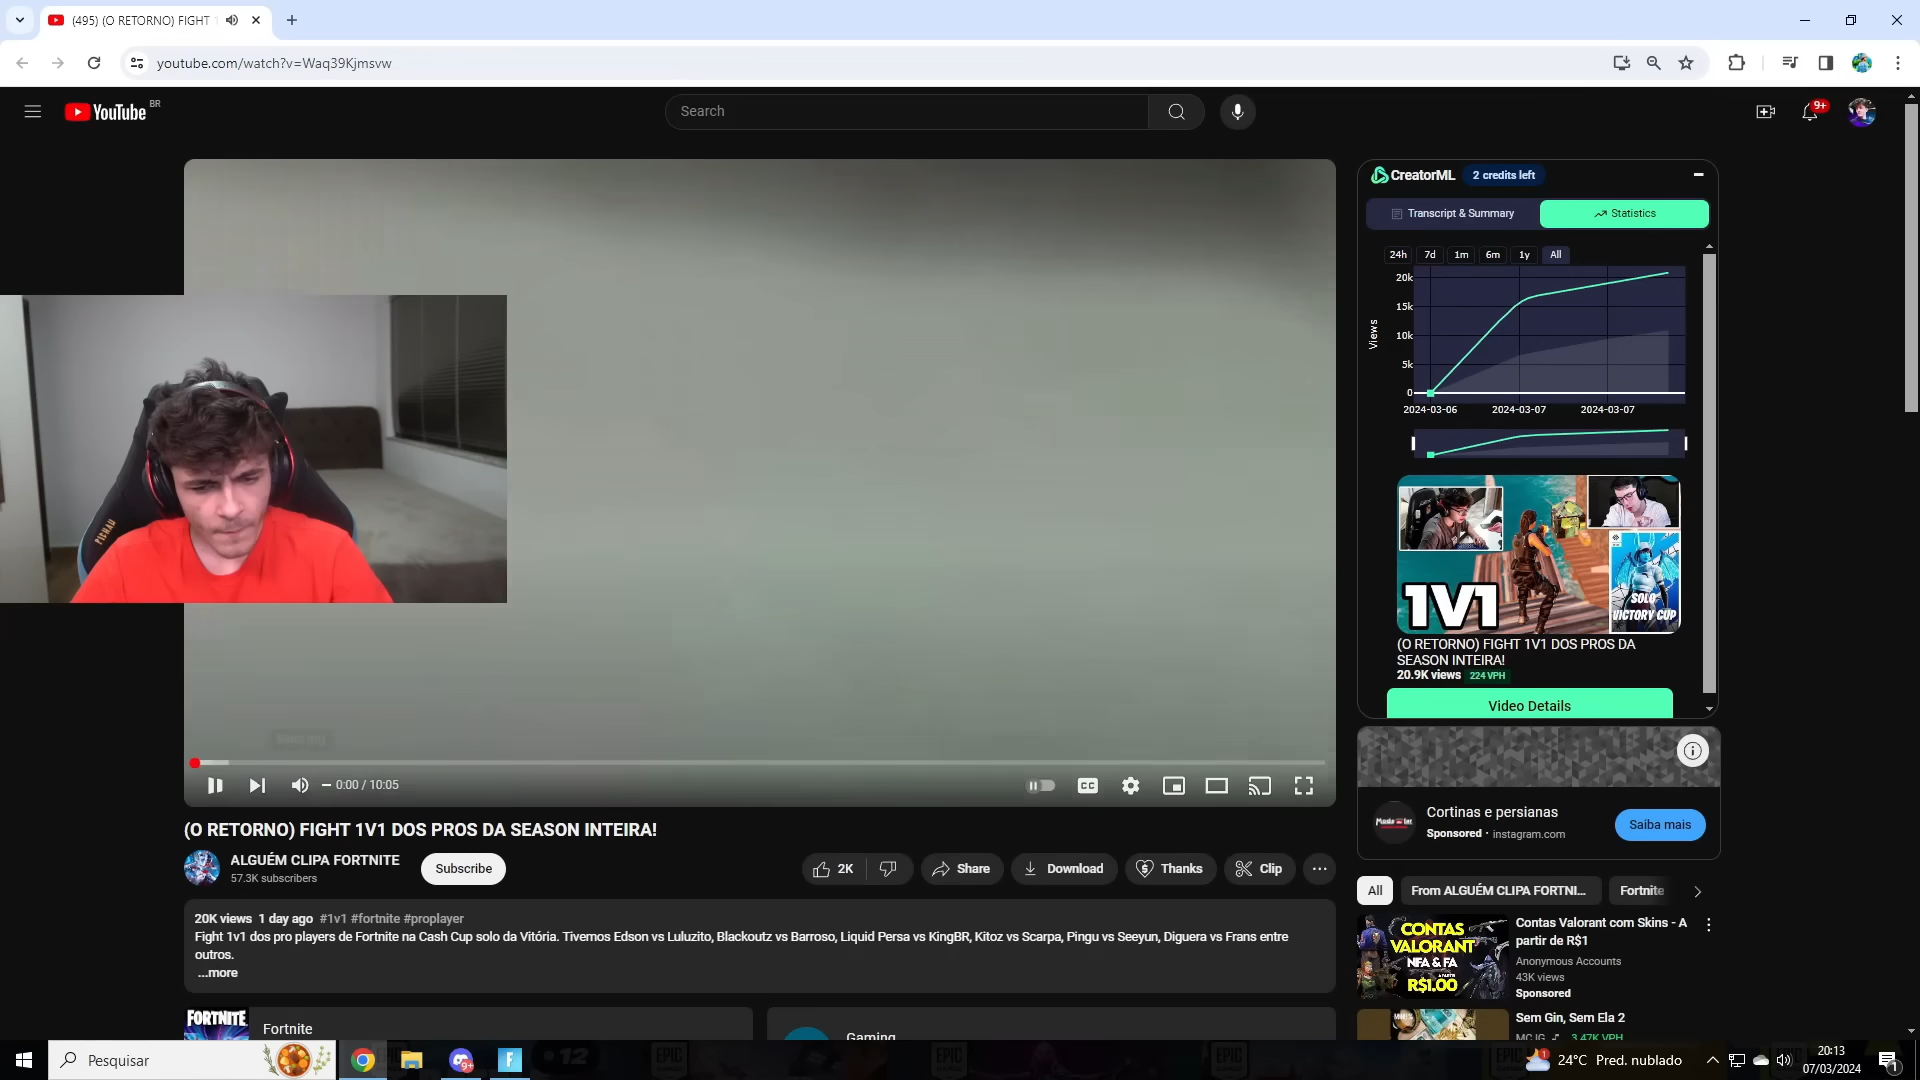 (495) (O RETORNO) FIGHT
youtube.com/watch?v=Waq39Kjmsvw
YouTube BR
Search
9+
CreatorML 2 credits left
Transcript & Summary
Statistics
24h 7d 1m 6m 1y All
20k
15k
10k
5k
0
Views
2024-03-06 2024-03-07 2024-03-07
PICHAU
1V1
SOLO
VICTORY CUP
(O RETORNO) FIGHT 1V1 DOS PROS DA
SEASON INTEIRA!
20.9K views 224 VPH
Video Details
0:00 / 10:05
CC
(O RETORNO) FIGHT 1V1 DOS PROS DA SEASON INTEIRA!
ALGUÉM CLIPA FORTNITE
57.3K subscribers
Subscribe
2K
Share
Download
Thanks
Clip
20K views 1 day ago #1v1 #fortnite #proplayer
Fight 1v1 dos pro players de Fortnite na Cash Cup solo da Vitória. Tivemos Edson vs Luluzito, Blackoutz vs Barroso, Liquid Persa vs KingBR, Kitoz vs Scarpa, Pingu vs Seeyun, Diguera vs Frans entre
outros.
...more
FORTNITE
Fortnite
Gaming
Cortinas e persianas
Sponsored · instagram.com
Saiba mais
All
From ALGUÉM CLIPA FORTNI...
Fortnite
CONTAS
VALORANT
NFA & FA
A PARTIR
R$1.00
Contas Valorant com Skins - A
partir de R$1
Anonymous Accounts
43K views
Sponsored
Sem Gin, Sem Ela 2
3.47K VPH
Pesquisar
9+
24°C Pred. nublado
20:13
07/03/2024
1